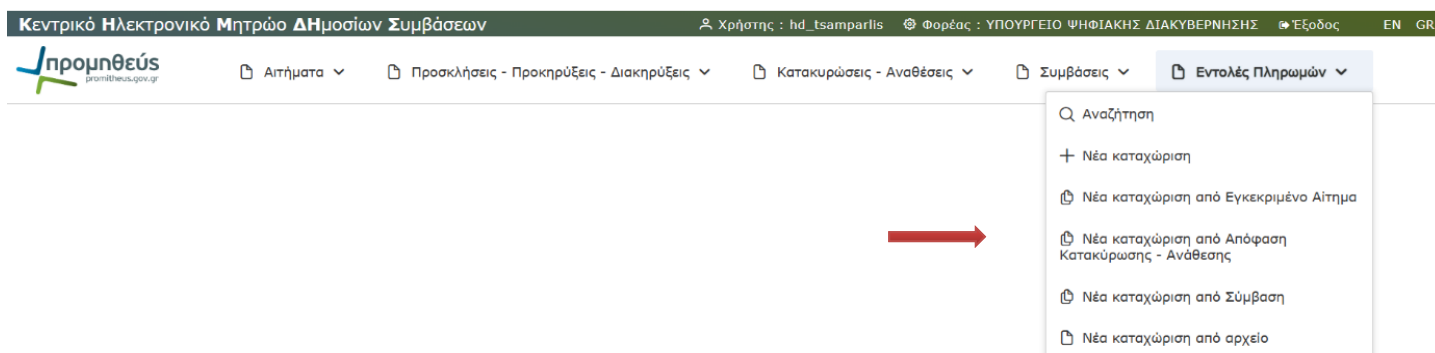 Κεντρικό Ηλεκτρονικό Μητρώο ΔΗμοσίων Συμβάσεων Χρήστης : hd_tsamparlis Φορέας : ΥΠΟΥΡΓΕΙΟ ΨΗΦΙΑΚΗΣ ΔΙΑΚΥΒΕΡΝΗΣΗΣ Έξοδος EN GR
προμηθεύς
promitheus.gov.gr
Αιτήματα Προσκλήσεις - Προκηρύξεις - Διακηρύξεις Κατακυρώσεις - Αναθέσεις Συμβάσεις Εντολές Πληρωμών
Αναζήτηση
Νέα καταχώριση
Νέα καταχώριση από Εγκεκριμένο Αίτημα
Νέα καταχώριση από Απόφαση
Κατακύρωσης - Ανάθεσης
Νέα καταχώριση από Σύμβαση
Νέα καταχώριση από αρχείο